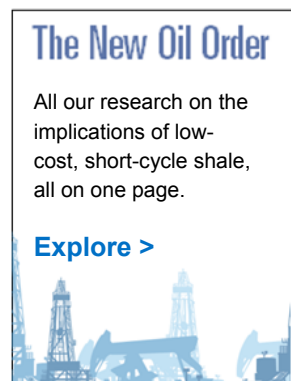 The New Oil Order
All our research on the
implications of low-
cost, short-cycle shale,
all on one page.
Explore >